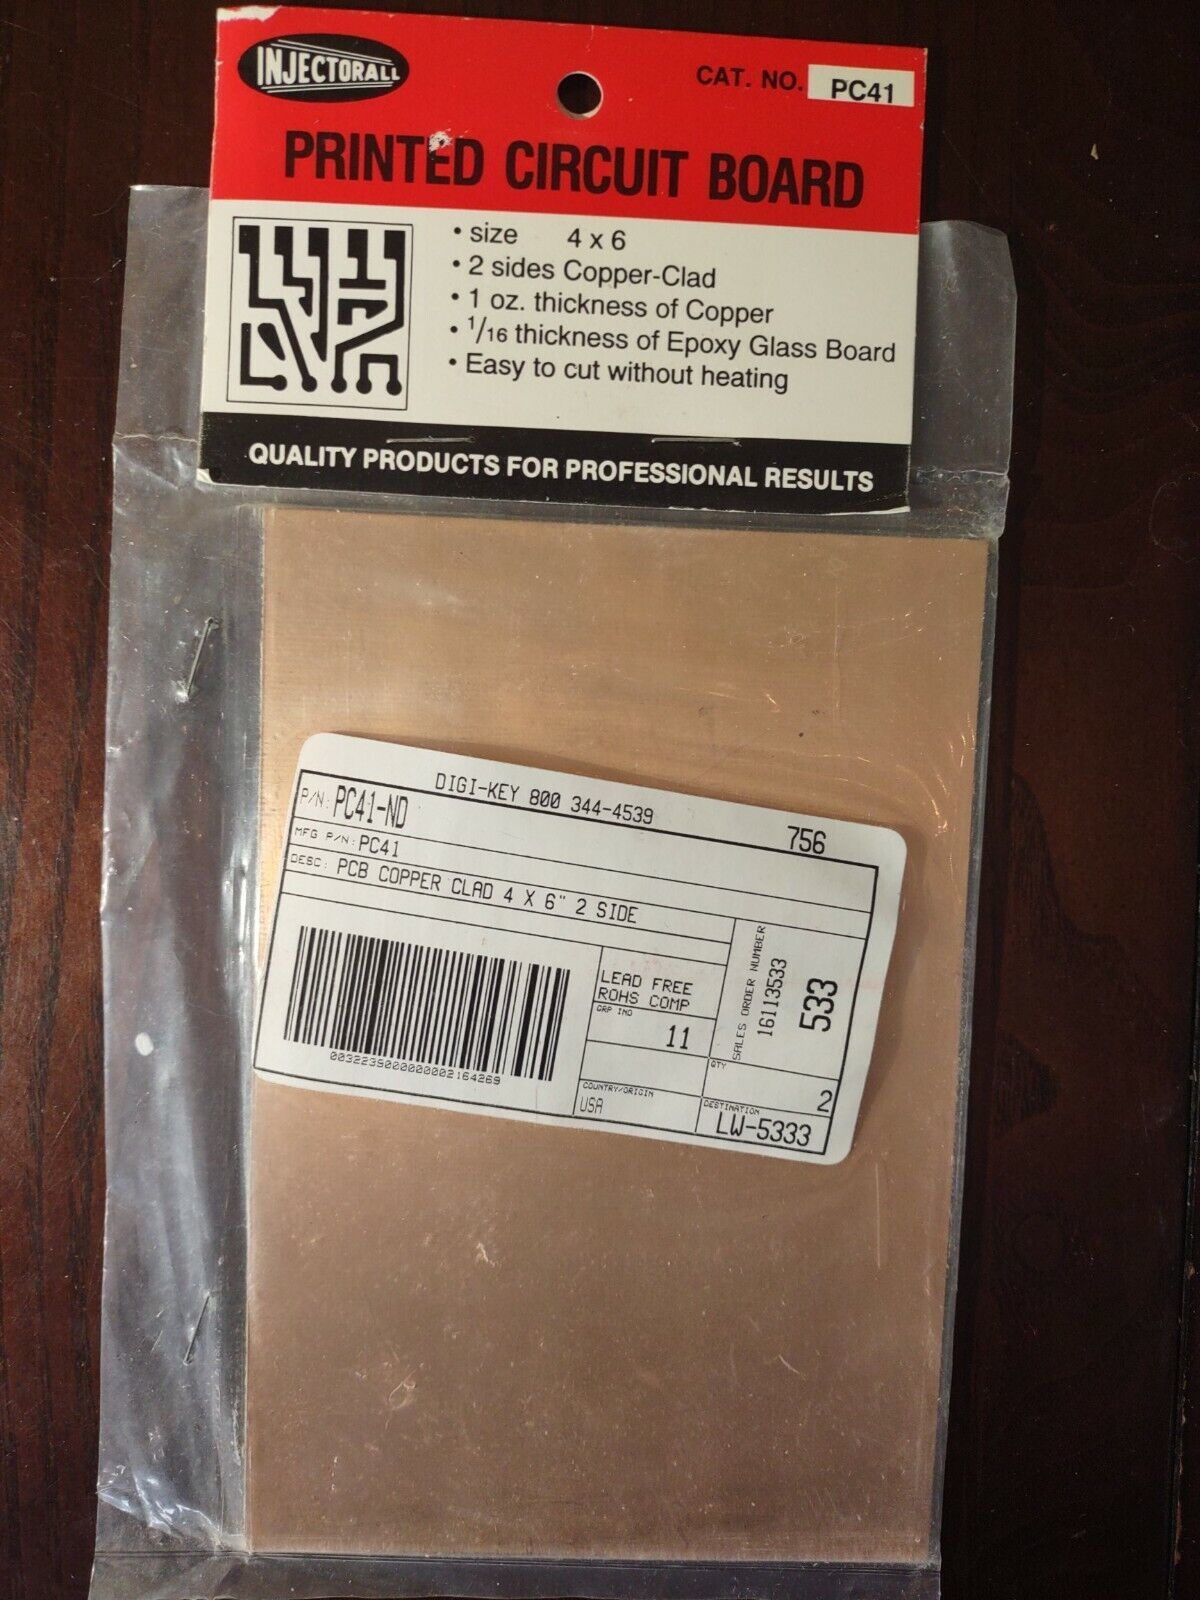 INJECTORALL
CAT. NO. PC41
PRINTED CIRCUIT BOARD
• size 4 x 6
• 2 sides Copper-Clad
• 1 oz. thickness of Copper
• 1/16 thickness of Epoxy Glass Board
• Easy to cut without heating
QUALITY PRODUCTS FOR PROFESSIONAL RESULTS
DIGI-KEY 800 344-4539
P/N: PC41-ND 756
MFG P/N: PC41
DESC: PCB COPPER CLAD 4 X 6" 2 SIDE
0032239000000002164269
LEAD FREE
ROHS COMP
GRP IND
11
COUNTRY/ORIGIN
USA
SALES ORDER NUMBER
16113533
533
QTY
2
DESTINATION
LW-5333